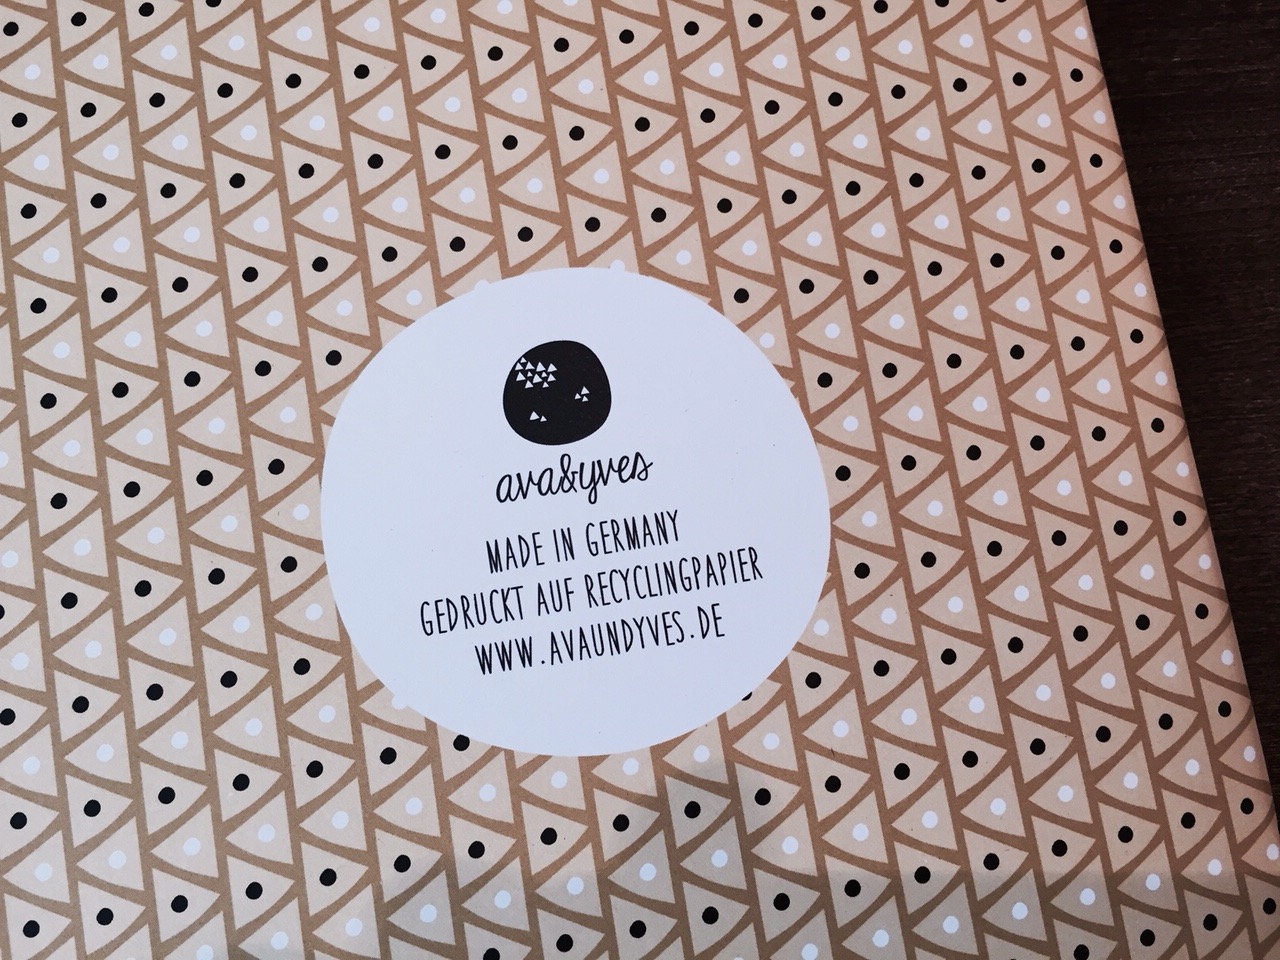 ava&yves
MADE IN GERMANY
GEDRUCKT AUF RECYCLINGPAPIER
WWW.AVAUNDYVES.DE